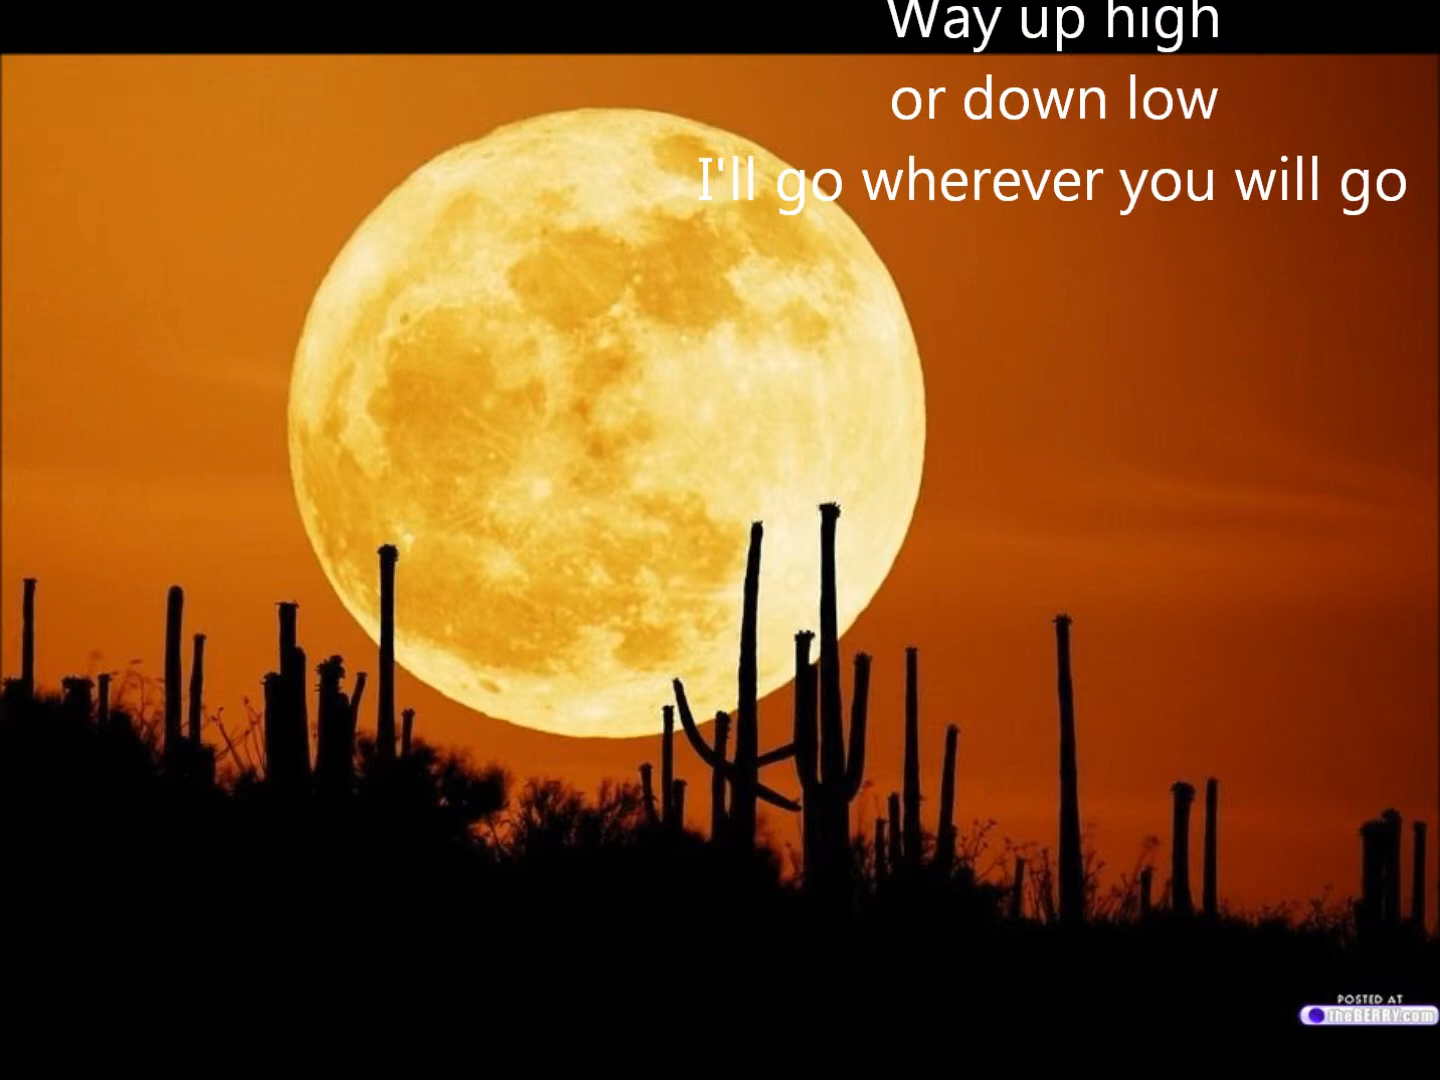 Way up high
or down low
I'll go wherever you will go
POSTED AT
theBERRY.com